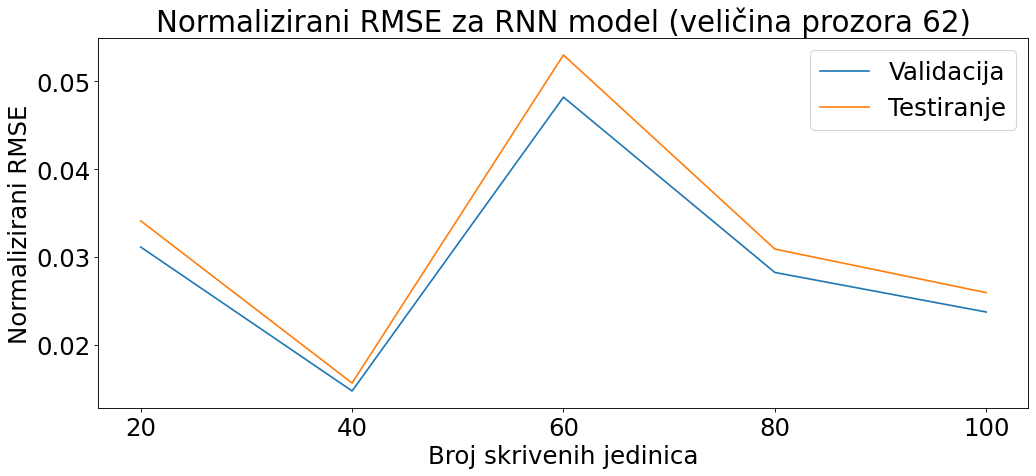 Normalizirani RMSE za RNN model (veličina prozora 62)
Validacija
Testiranje
Normalizirani RMSE
0.05
0.04
0.03
0.02
20 40 60 80 100
Broj skrivenih jedinica